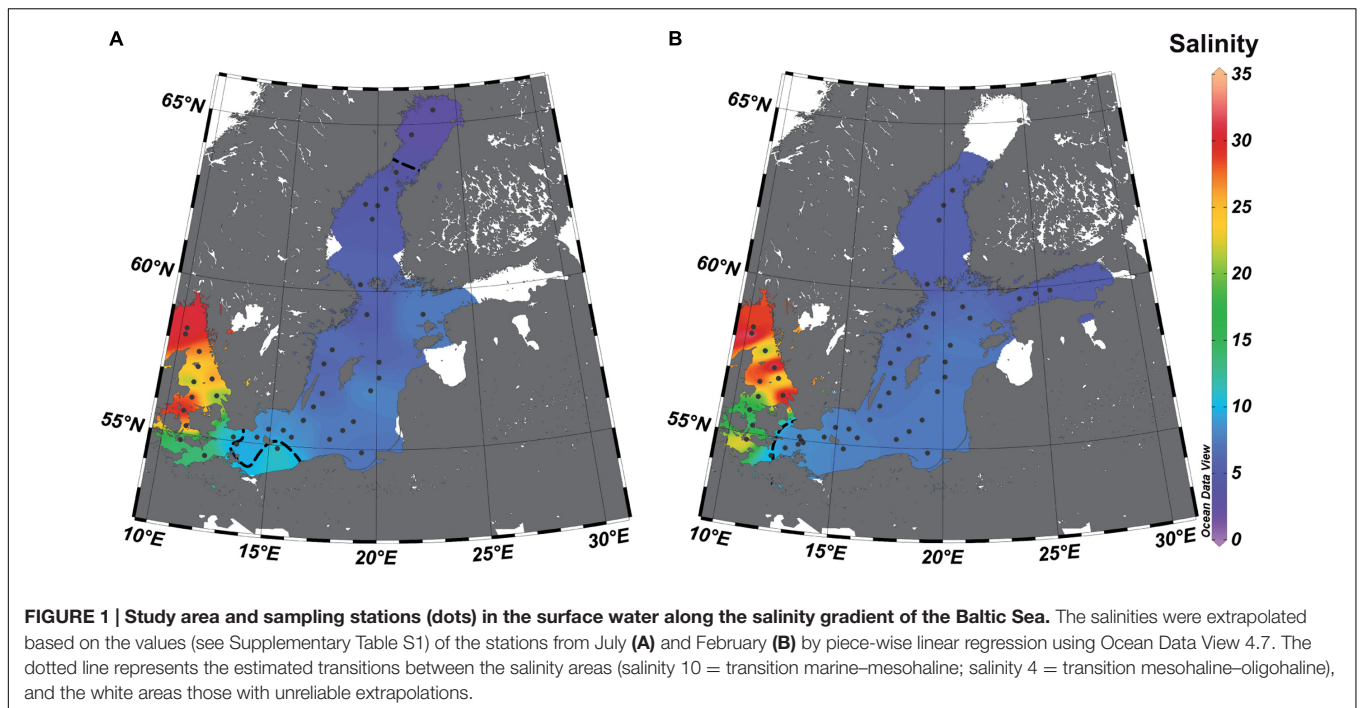 A
B
Salinity
65°N
60°N
55°N
10°E
15°E
20°E
25°E
30°E
65°N
60°N
55°N
10°E
15°E
20°E
25°E
30°E
35
30
25
20
15
10
5
0
Ocean Data View
FIGURE 1 | Study area and sampling stations (dots) in the surface water along the salinity gradient of the Baltic Sea. The salinities were extrapolated
based on the values (see Supplementary Table S1) of the stations from July (A) and February (B) by piece-wise linear regression using Ocean Data View 4.7. The
dotted line represents the estimated transitions between the salinity areas (salinity 10 = transition marine–mesohaline; salinity 4 = transition mesohaline–oligohaline),
and the white areas those with unreliable extrapolations.